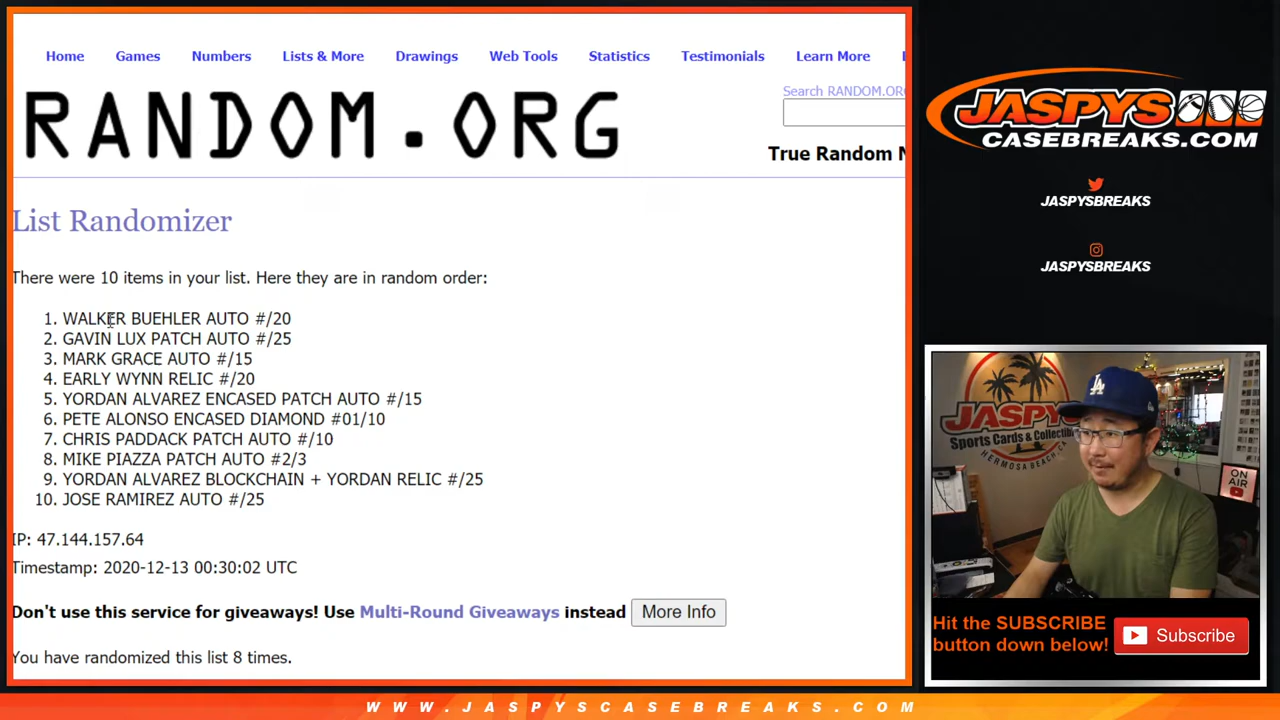 Home Games Numbers Lists & More Drawings Web Tools Statistics Testimonials Learn More
Search RANDOM.ORG
RANDOM.ORG
True Random N
List Randomizer
There were 10 items in your list. Here they are in random order:
1. WALKER BUEHLER AUTO #/20
2. GAVIN LUX PATCH AUTO #/25
3. MARK GRACE AUTO #/15
4. EARLY WYNN RELIC #/20
5. YORDAN ALVAREZ ENCASED PATCH AUTO #/15
6. PETE ALONSO ENCASED DIAMOND #01/10
7. CHRIS PADDACK PATCH AUTO #/10
8. MIKE PIAZZA PATCH AUTO #2/3
9. YORDAN ALVAREZ BLOCKCHAIN + YORDAN RELIC #/25
10. JOSE RAMIREZ AUTO #/25
IP: 47.144.157.64
Timestamp: 2020-12-13 00:30:02 UTC
Don't use this service for giveaways! Use Multi-Round Giveaways instead More Info
You have randomized this list 8 times.
JASPYS
CASEBREAKS.COM
JASPYSBREAKS
JASPYSBREAKS
JASPYS
Sports Cards & Collectibles
HERMOSA BEACH
LA
ON AIR
Hit the SUBSCRIBE
button down below!
Subscribe
WWW.JASPYSCASEBREAKS.COM